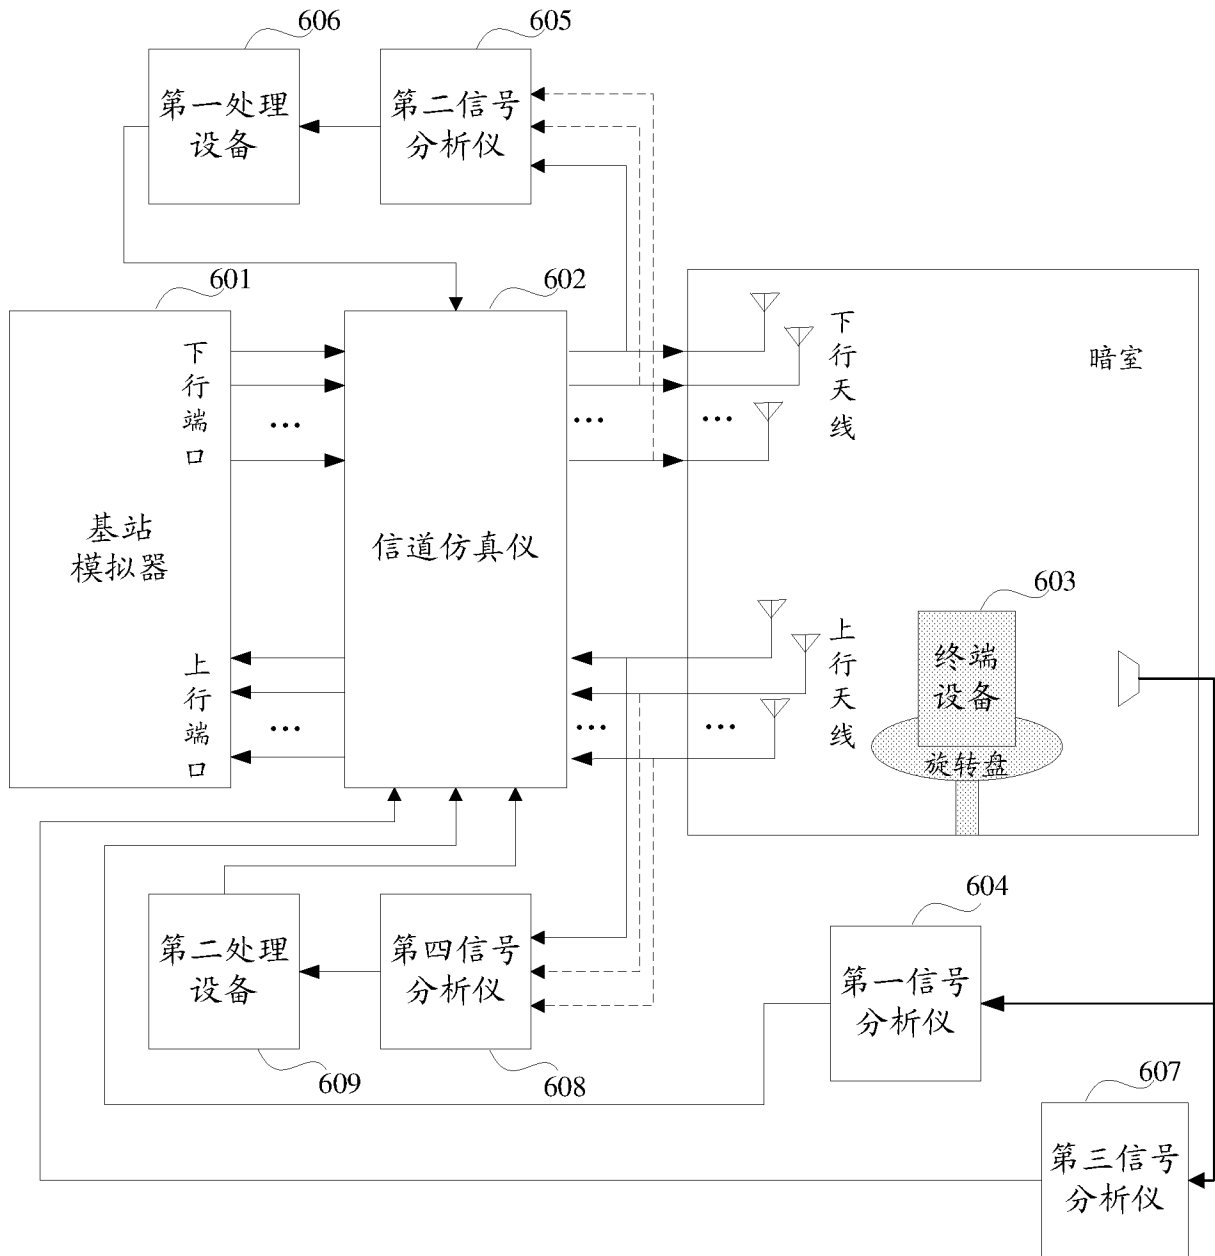 606
605
第一处理
设备
第二信号
分析仪
601
602
下行端口
基站
模拟器
上行端口
...
...
信道仿真仪
...
...
...
...
下行天线
暗室
上行天线
603
终端
设备
旋转盘
604
第二处理
设备
第四信号
分析仪
第一信号
分析仪
609
608
607
第三信号
分析仪